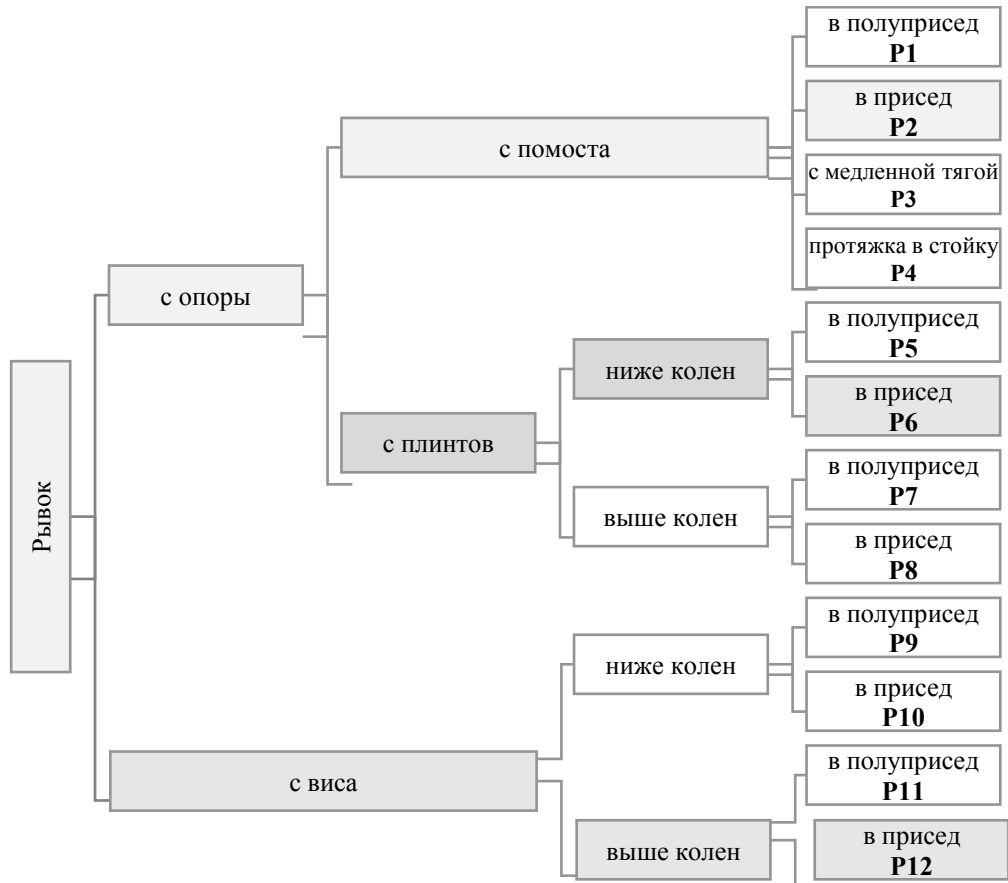 Рывок
с опоры
с помоста
в полуприсед
Р1
в присед
Р2
с медленной тягой
Р3
протяжка в стойку
Р4
с плинтов
ниже колен
в полуприсед
Р5
в присед
Р6
выше колен
в полуприсед
Р7
в присед
Р8
с виса
ниже колен
в полуприсед
Р9
в присед
Р10
выше колен
в полуприсед
Р11
в присед
Р12